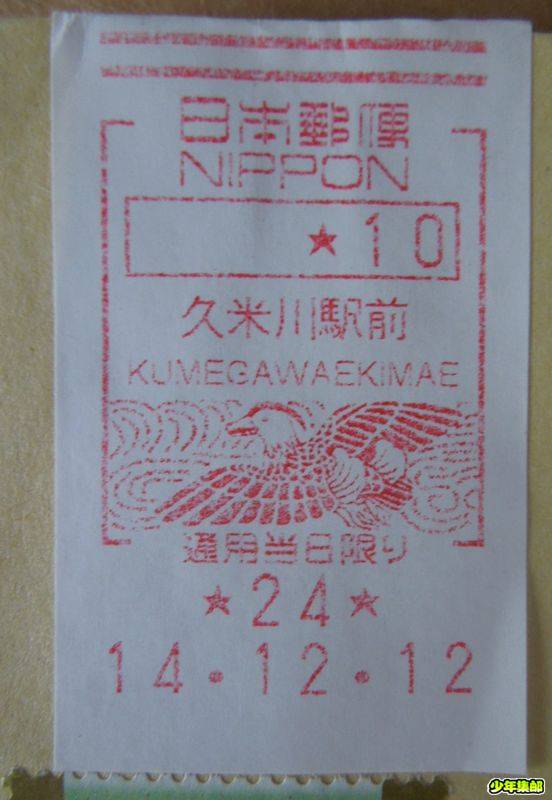 日本郵便
NIPPON
★10
久米川駅前
KUMEGAWAEKIMAE
通用当日限り
★24★
14・12・12
少年集邮